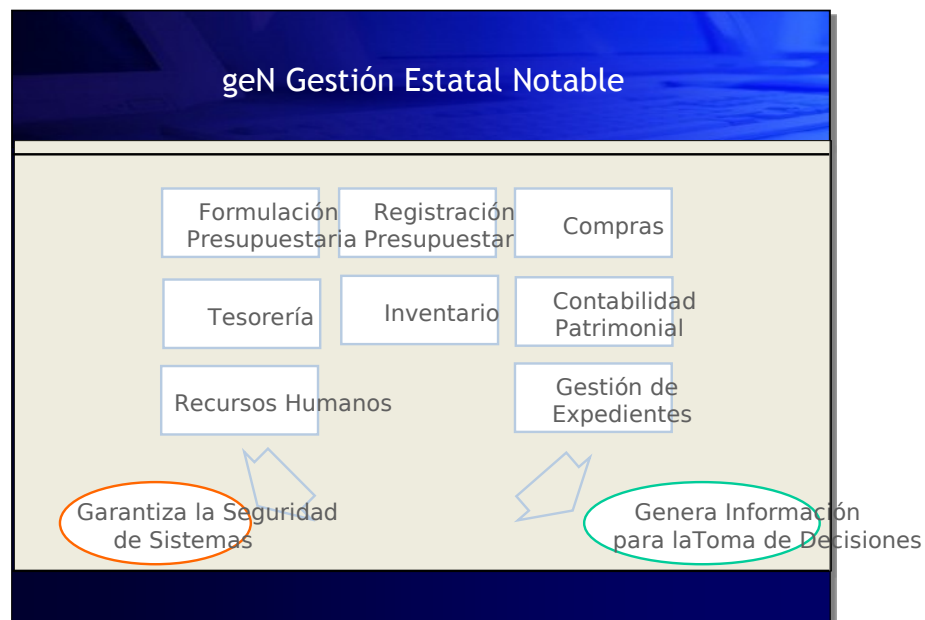 geN Gestión Estatal Notable
Formulación
Presupuestaria
Registración
Presupuestar
Compras
Tesorería
Inventario
Contabilidad
Patrimonial
Recursos Humanos
Gestión de
Expedientes
Garantiza la Seguridad
de Sistemas
Genera Información
para laToma de Decisiones